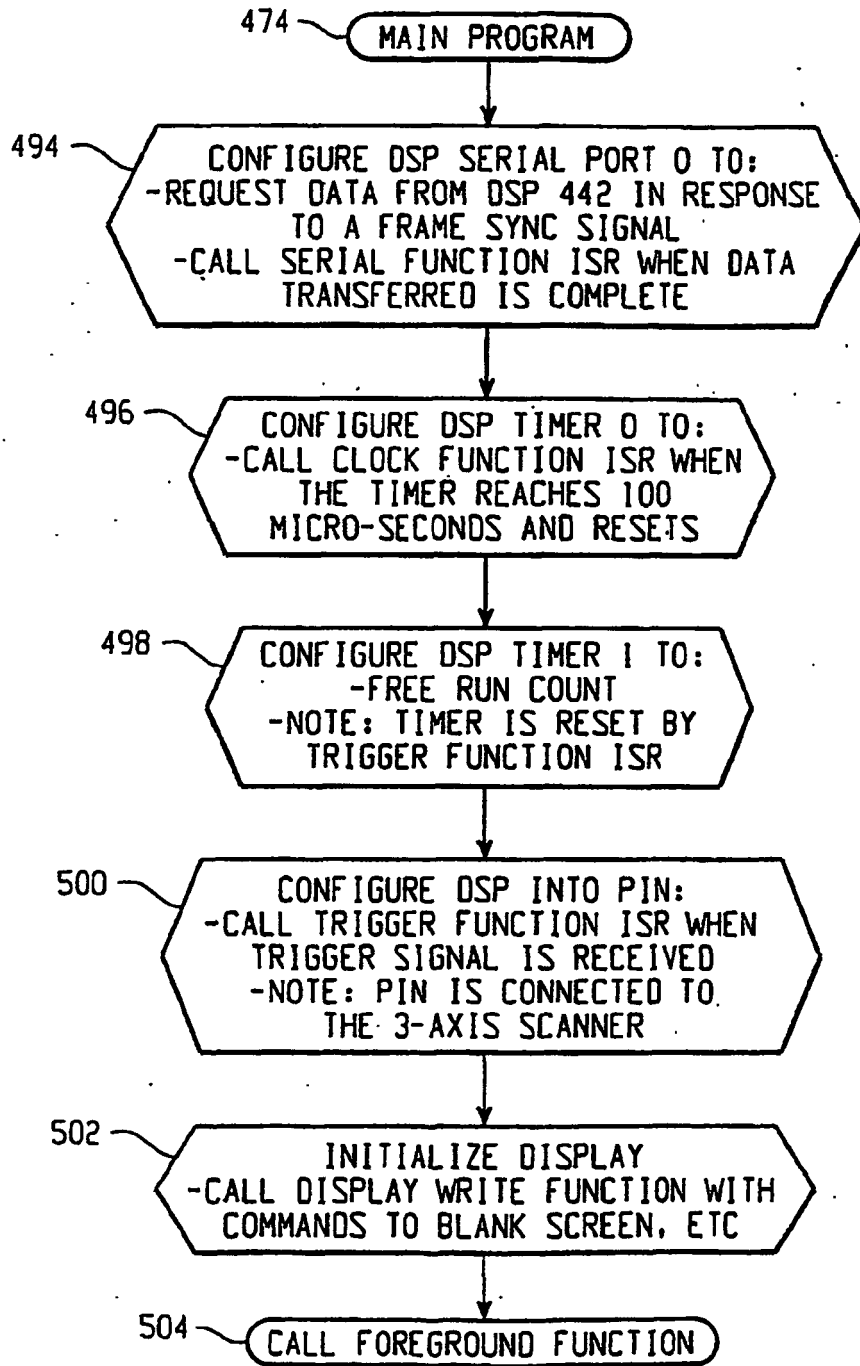 474
MAIN PROGRAM
494
CONFIGURE DSP SERIAL PORT 0 TO:
-REQUEST DATA FROM DSP 442 IN RESPONSE
TO A FRAME SYNC SIGNAL
-CALL SERIAL FUNCTION ISR WHEN DATA
TRANSFERRED IS COMPLETE
496
CONFIGURE DSP TIMER 0 TO:
-CALL CLOCK FUNCTION ISR WHEN
THE TIMER REACHES 100
MICRO-SECONDS AND RESETS
498
CONFIGURE DSP TIMER 1 TO:
-FREE RUN COUNT
-NOTE: TIMER IS RESET BY
TRIGGER FUNCTION ISR
500
CONFIGURE DSP INTO PIN:
-CALL TRIGGER FUNCTION ISR WHEN
TRIGGER SIGNAL IS RECEIVED
-NOTE: PIN IS CONNECTED TO
THE 3-AXIS SCANNER
502
INITIALIZE DISPLAY
-CALL DISPLAY WRITE FUNCTION WITH
COMMANDS TO BLANK SCREEN, ETC
504
CALL FOREGROUND FUNCTION